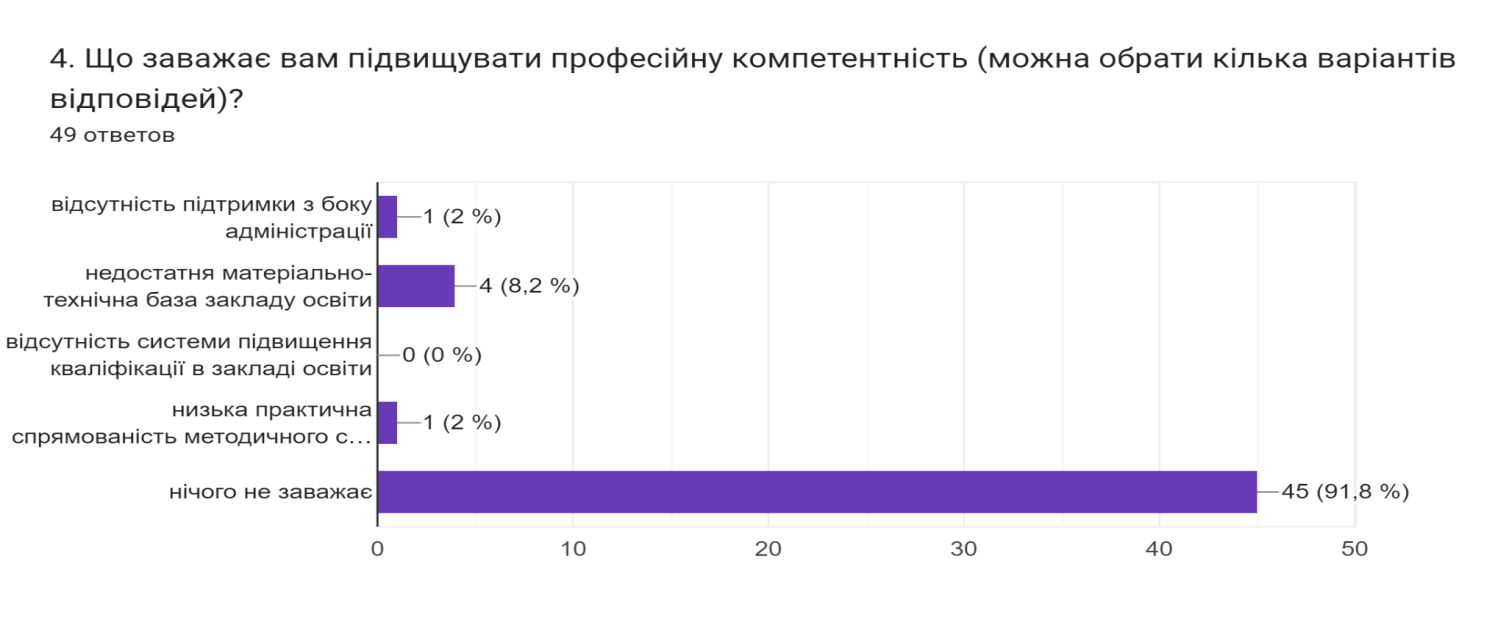 4. Що заважає вам підвищувати професійну компетентність (можна обрати кілька варіантів
відповідей)?
49 ответов
відсутність підтримки з боку
адміністрації
1 (2 %)
недостатня матеріально-
технічна база закладу освіти
4 (8,2 %)
відсутність системи підвищення
кваліфікації в закладі освіти
0 (0 %)
низька практична
спрямованість методичного с…
1 (2 %)
нічого не заважає
45 (91,8 %)
0 10 20 30 40 50